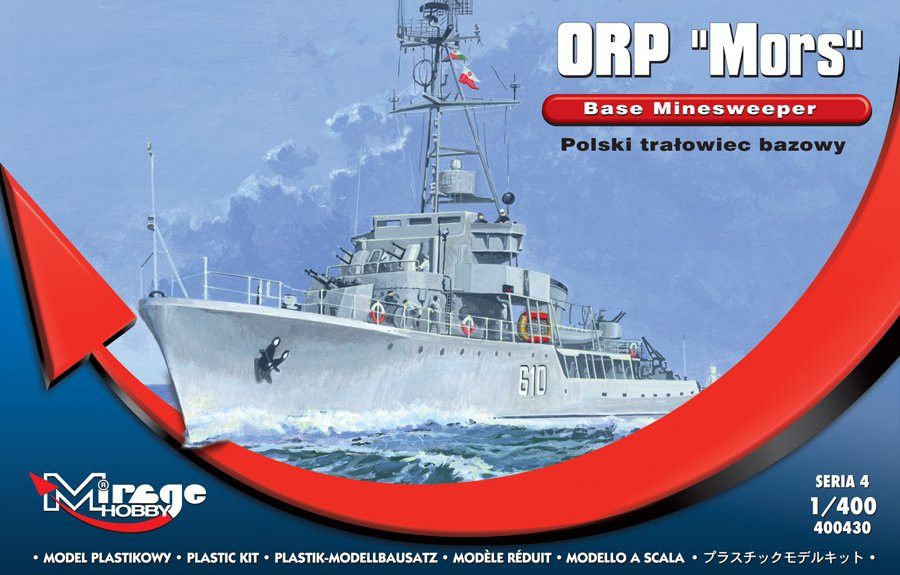 ORP "Mors"
Base Minesweeper
Polski trałowiec bazowy
610
Mirage®
HOBBY
SERIA 4
1/400
400430
• MODEL PLASTIKOWY • PLASTIC KIT • PLASTIK-MODELLBAUSATZ • MODÈLE RÉDUIT • MODELLO A SCALA • プラスチックモデルキット •